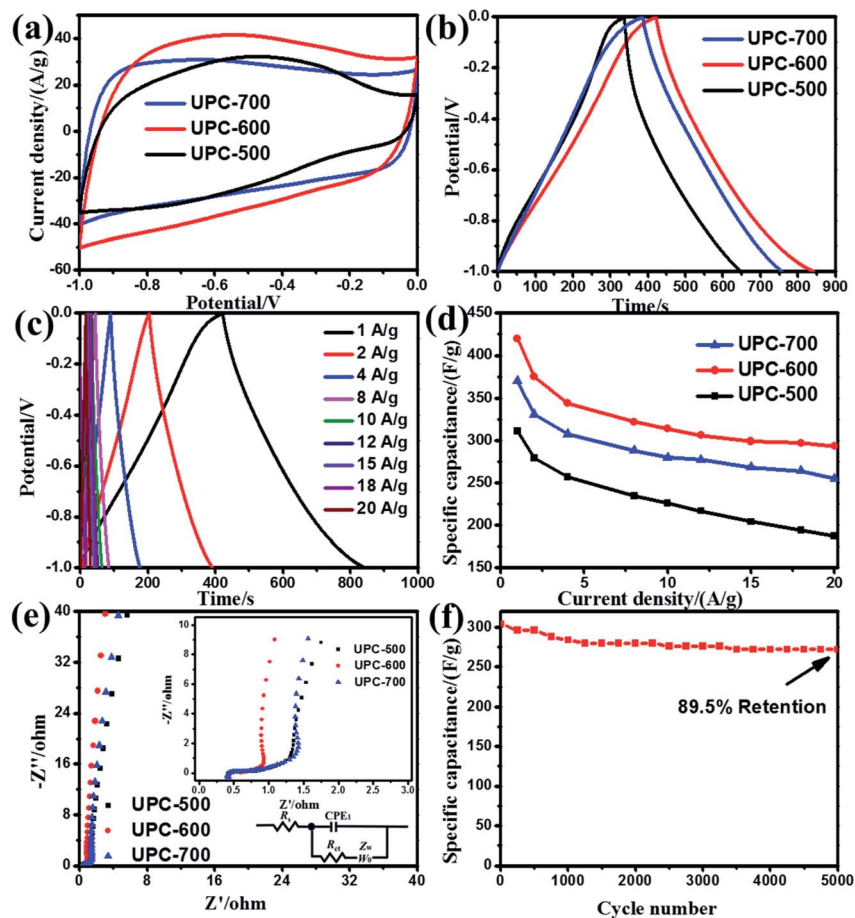 (a)
40
20
0
-20
-40
-60
-1.0
-0.8
-0.6
-0.4
-0.2
0.0
Current density/(A/g)
Potential/V
UPC-700
UPC-600
UPC-500
(b)
0.0
-0.2
-0.4
-0.6
-0.8
-1.0
0 100 200 300 400 500 600 700 800 900
Potential/V
Time/s
UPC-700
UPC-600
UPC-500
(c)
0.0
-0.2
-0.4
-0.6
-0.8
-1.0
0 200 400 600 800 1000
Potential/V
Time/s
1 A/g
2 A/g
4 A/g
8 A/g
10 A/g
12 A/g
15 A/g
18 A/g
20 A/g
(d)
450
400
350
300
250
200
150
0 5 10 15 20
Specific capacitance/(F/g)
Current density/(A/g)
UPC-700
UPC-600
UPC-500
(e)
40
32
24
16
8
0
0 8 16 24 32 40
-Z''/ohm
Z'/ohm
UPC-500
UPC-600
UPC-700
10
8
6
4
2
0
0.0 0.5 1.0 1.5 2.0 2.5 3.0
-Z''/ohm
Z'/ohm
UPC-500
UPC-600
UPC-700
Rs
CPE1
Rct
Zw
W0
(f)
300
250
200
150
100
50
0
0 1000 2000 3000 4000 5000
Specific capacitance/(F/g)
Cycle number
89.5% Retention